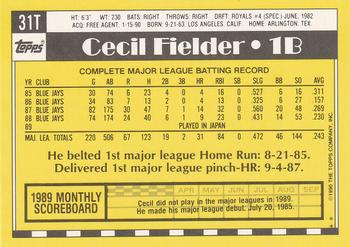 31T
Topps
HT: 6'3" WT: 230 BATS: RIGHT THROWS: RIGHT DRFT: ROYALS #4 (SPEC)-JUNE, 1982
ACQ: FREE AGENT, 1-15-90 BORN: 9-21-63, LOS ANGELES, CALIF. HOME: ARLINGTON, TEX.
Cecil Fielder • 1B
COMPLETE MAJOR LEAGUE BATTING RECORD
YR CLUB G AB R H 2B 3B HR RBI SB SLG BB SO AVG
85 BLUE JAYS 30 74 6 23 4 0 4 16 0 .527 6 16 .311
86 BLUE JAYS 34 83 7 13 2 0 4 13 0 .325 6 27 .157
87 BLUE JAYS 82 175 30 47 7 1 14 32 0 .560 20 48 .269
88 BLUE JAYS 74 174 24 40 6 1 9 23 0 .431 14 53 .230
89 PLAYED IN JAPAN
MAJ. LEA. TOTALS 220 506 67 123 19 2 31 84 0 .472 46 144 .243
He belted 1st major league Home Run: 8-21-85.
Delivered 1st major league pinch-HR: 9-4-87.
1989 MONTHLY SCOREBOARD
APR MAY JUN JUL AUG SEP
Cecil did not play in the majors in 1989.
He made his major league debut: July 20, 1985.
©1990 THE TOPPS COMPANY, INC.